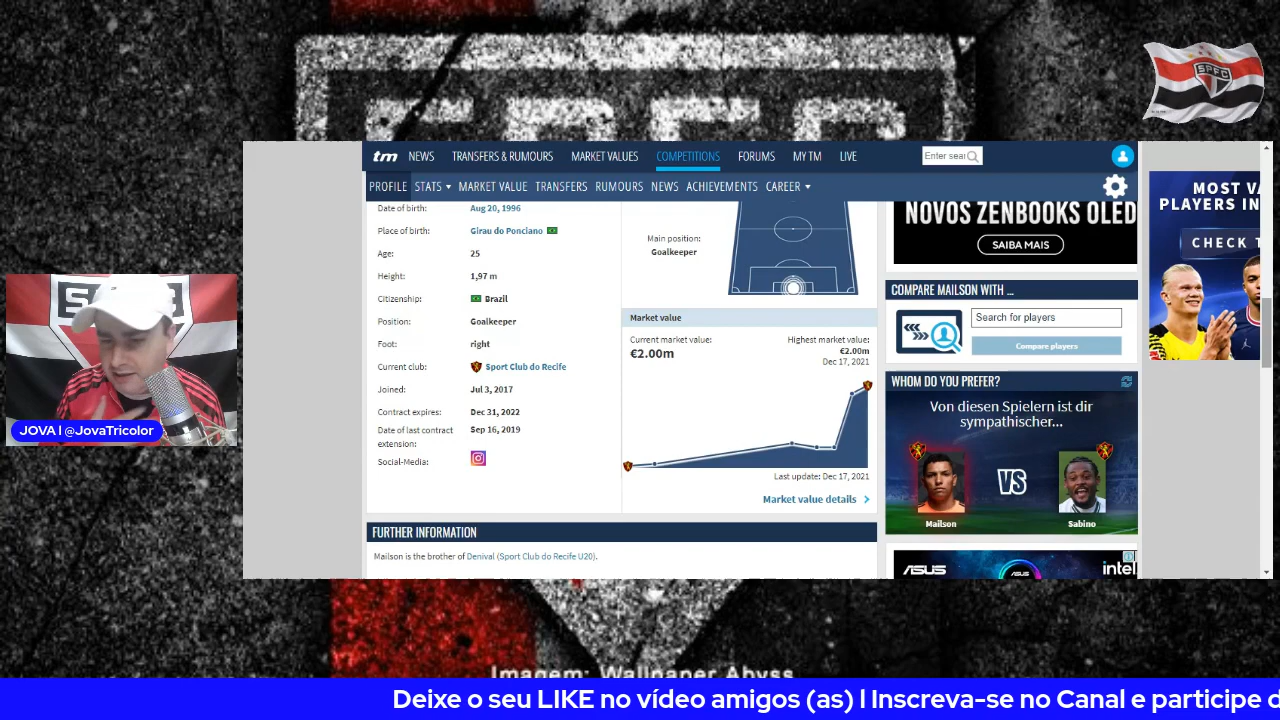 SPFC
tm NEWS TRANSFERS & RUMOURS MARKET VALUES COMPETITIONS FORUMS MY TM LIVE Enter sear
PROFILE STATS MARKET VALUE TRANSFERS RUMOURS NEWS ACHIEVEMENTS CAREER
Date of birth: Aug 20, 1996
Place of birth: Girau do Ponciano
Age: 25
Height: 1,97 m
Citizenship: Brazil
Position: Goalkeeper
Foot: right
Current club: Sport Club do Recife
Joined: Jul 3, 2017
Contract expires: Dec 31, 2022
Date of last contract extension: Sep 16, 2019
Social-Media:
Main position:
Goalkeeper
Market value
Current market value:
€2.00m
Highest market value:
€2.00m
Dec 17, 2021
Last update: Dec 17, 2021
Market value details
FURTHER INFORMATION
Mailson is the brother of Denival (Sport Club do Recife U20).
NOVOS ZENBOOKS OLED
SAIBA MAIS
COMPARE MAILSON WITH ...
Search for players
Compare players
WHOM DO YOU PREFER?
Von diesen Spielern ist dir
sympathischer...
VS
Mailson
Sabino
ASUS
ASUS
intel
MOST VA
PLAYERS IN
CHECK T
JOVA l @JovaTricolor
Imagem: Wallpaper Abyss
Deixe o seu LIKE no vídeo amigos (as) l Inscreva-se no Canal e participe d